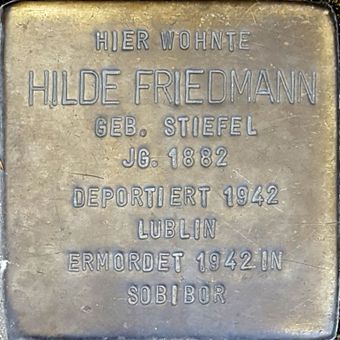 HIER WOHNTE
HILDE FRIEDMANN
GEB. STIEFEL
JG. 1882
DEPORTIERT 1942
LUBLIN
ERMORDET 1942 IN
SOBIBOR